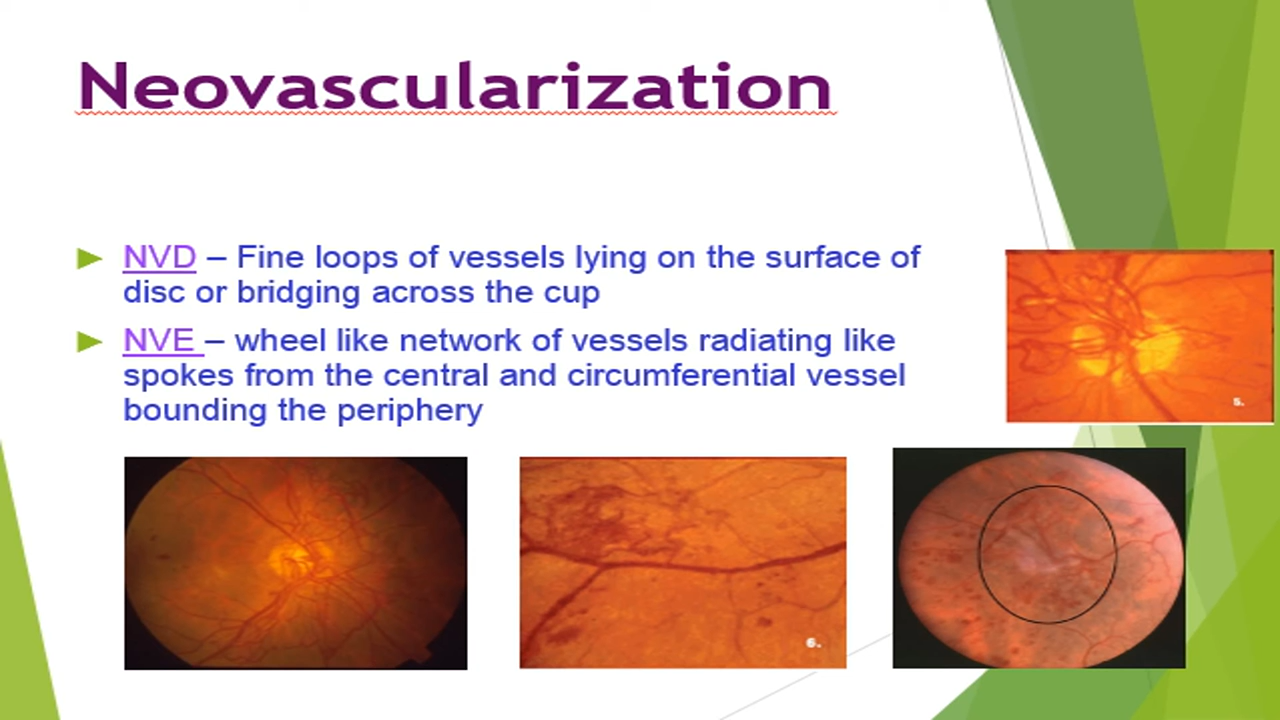 Neovascularization
NVD – Fine loops of vessels lying on the surface of
disc or bridging across the cup
NVE – wheel like network of vessels radiating like
spokes from the central and circumferential vessel
bounding the periphery
5.
6.